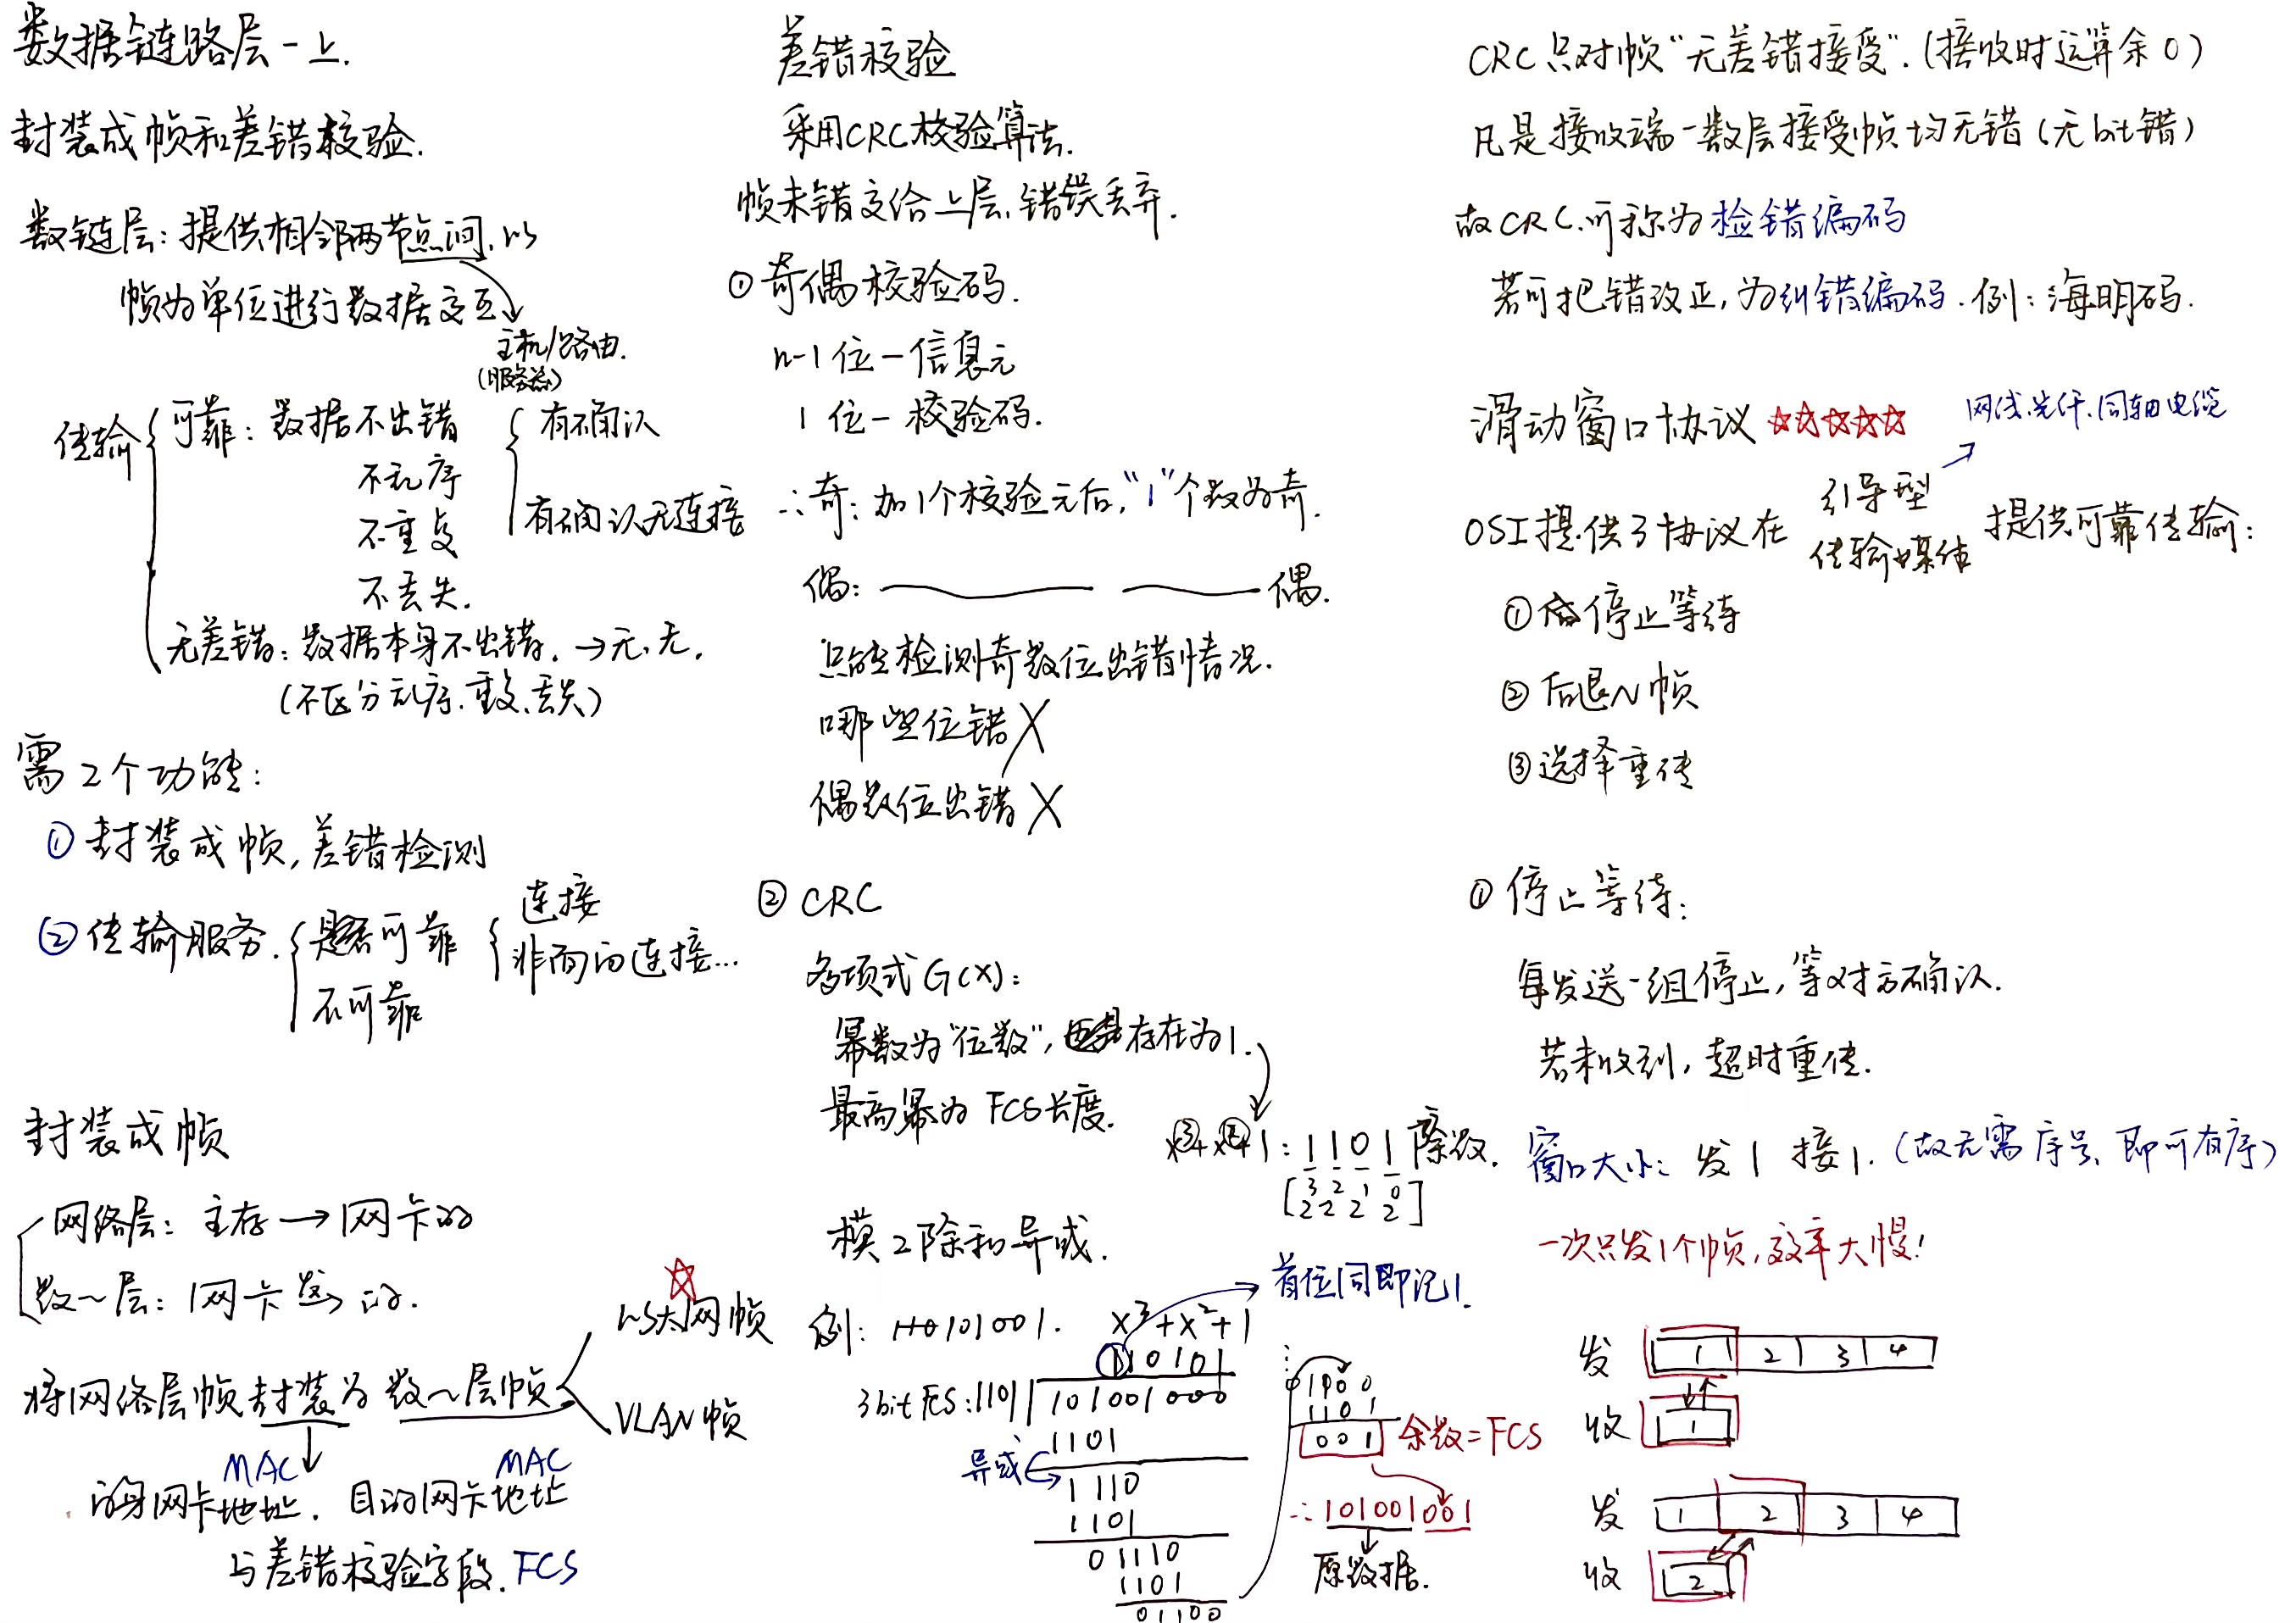 数据链路层-上.
封装成帧和差错校验.
数链层: 提供相邻两节点间, 以
帧为单位进行数据交互
主机/路由.
(服务器)
传输
可靠: 数据不出错
不乱序
不重复
不丢失.
有确认
有确认无连接
无差错: 数据本身不出错. →无.无.
(不区分乱序.重复.丢失)
需2个功能:
① 封装成帧, 差错检测
② 传输服务.
是否可靠
不可靠
连接
非面向连接...
封装成帧
网络层: 主存 → 网卡的
数~层: 网卡发的.
将网络层帧封装为数~层帧
以太网帧
VLAN帧
MAC
MAC
网卡地址. 目的网卡地址
与差错校验字段. FCS
差错校验
采用CRC校验算法.
帧未错交给上层, 错误丢弃.
① 奇偶校验码.
n-1 位 - 信息元
1 位 - 校验码.
∴奇: 加1个校验元后, "1"个数为奇.
偶: 偶.
只能检测奇数位出错情况.
哪些位错 X
偶数位出错 X
② CRC
多项式G(x):
幂数为"位数", 存在为1.
最高幂为 FCS长度.
x³+x²+1: 1101 除数.
3 2 1 0
[2 2 2 2]
模2除和异或.
首位同即记1.
例: 101001. x³+x²+1
110101
3bit FCS: 1101 101001000
1101
异或
1110
1101
01110
1101
01100
01000
1101
001 余数=FCS
∴ 101001001
原数据.
CRC只对帧"无差错接受".(接收时运算余0)
凡是接收端-数层接受帧均无错(无bit错)
故CRC.可称为检错编码
若可把错改正, 为纠错编码. 例: 海明码.
滑动窗口协议 ☆☆☆☆☆
网线.光纤.同轴电缆
OSI提供3协议在 引导型传输媒体 提供可靠传输:
① 停止等待
② 后退N帧
③ 选择重传
① 停止等待:
每发送一组停止, 等对方确认.
若未收到, 超时重传.
窗口大小: 发1 接1. (故无需序号, 即可有序)
一次只发1个帧, 效率大慢!
发 1 2 3 4
收 1
发 1 2 3 4
收 2